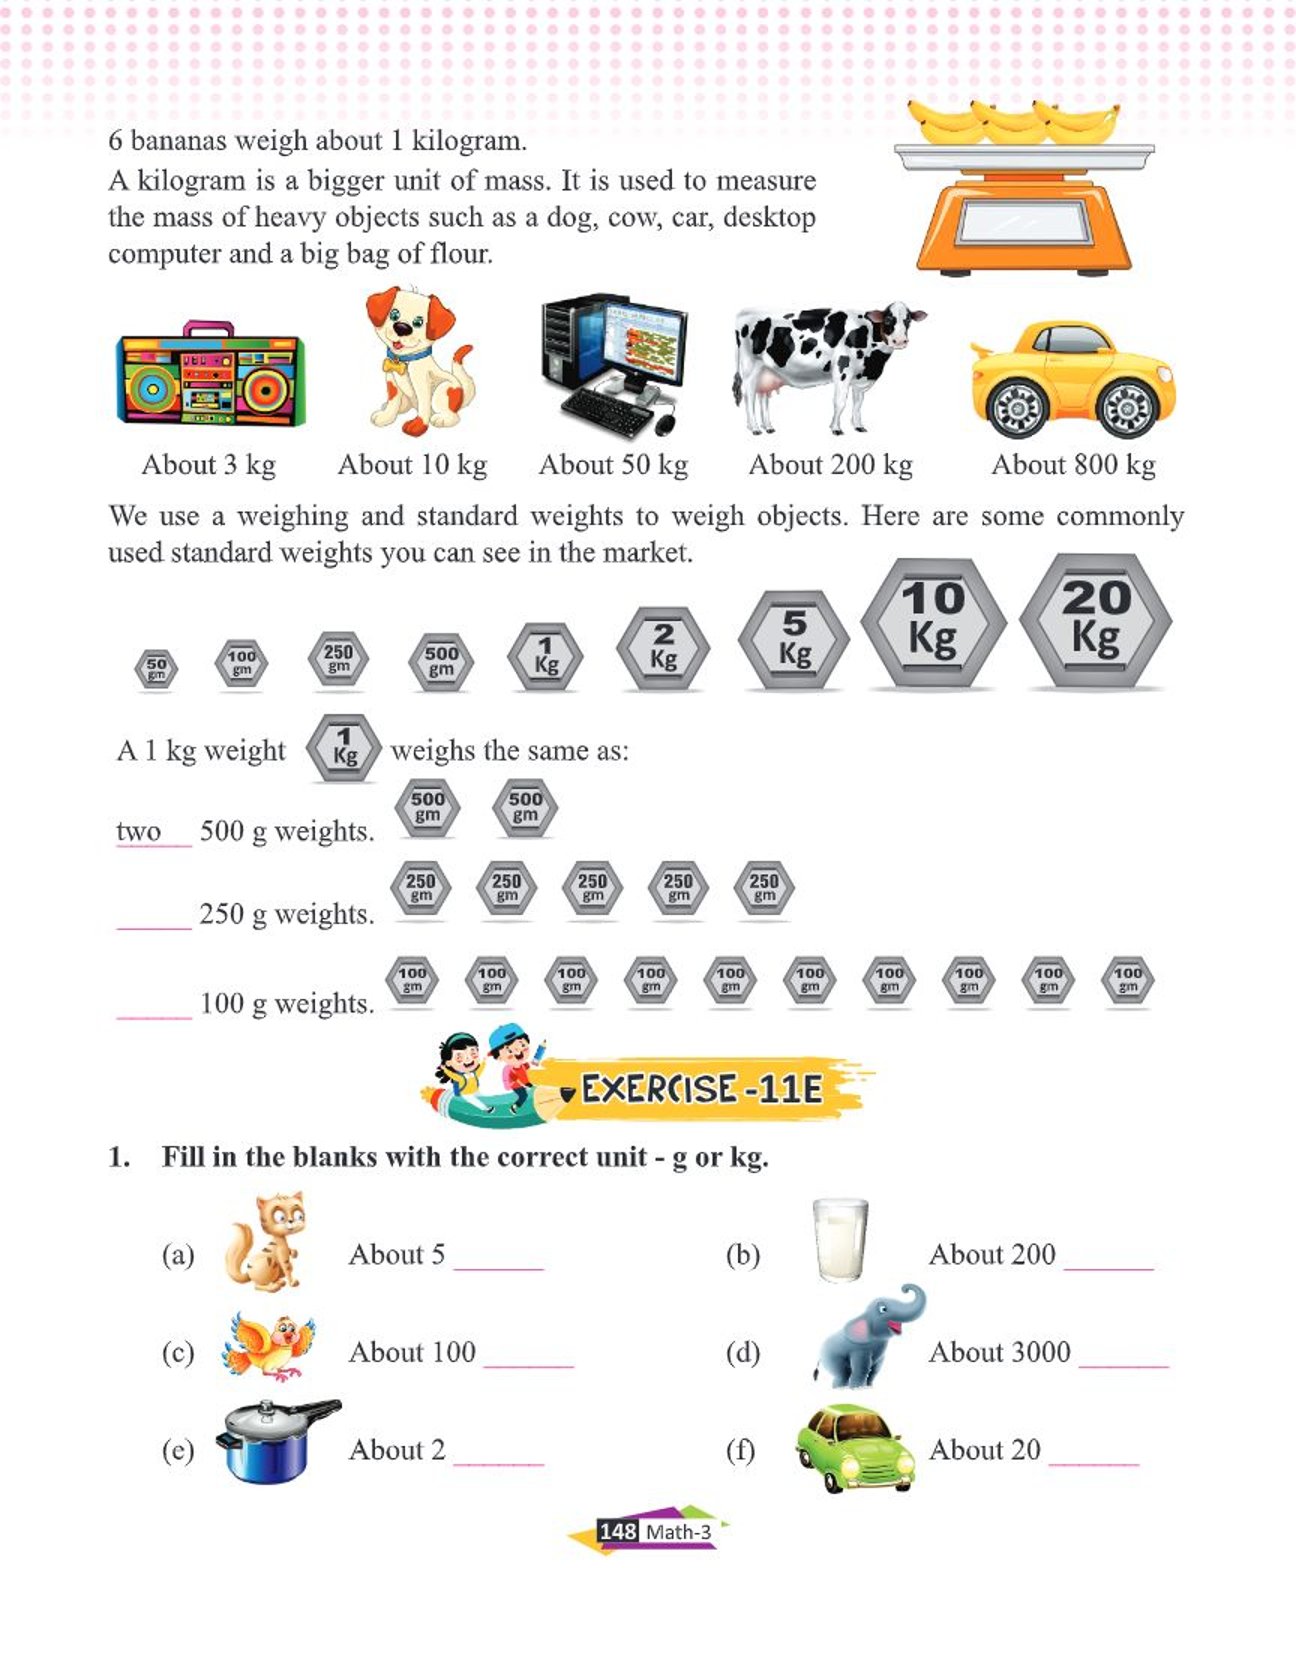 6 bananas weigh about 1 kilogram.
A kilogram is a bigger unit of mass. It is used to measure
the mass of heavy objects such as a dog, cow, car, desktop
computer and a big bag of flour.
About 3 kg About 10 kg About 50 kg About 200 kg About 800 kg
We use a weighing and standard weights to weigh objects. Here are some commonly
used standard weights you can see in the market.
50 gm 100 gm 250 gm 500 gm 1 Kg 2 Kg 5 Kg 10 Kg 20 Kg
A 1 kg weight 1 Kg weighs the same as:
two 500 g weights. 500 gm 500 gm
_____ 250 g weights. 250 gm 250 gm 250 gm 250 gm 250 gm
_____ 100 g weights. 100 gm 100 gm 100 gm 100 gm 100 gm 100 gm 100 gm 100 gm 100 gm 100 gm
EXERCISE -11E
1. Fill in the blanks with the correct unit - g or kg.
(a) About 5 ______ (b) About 200 ______
(c) About 100 ______ (d) About 3000 ______
(e) About 2 ______ (f) About 20 ______
148 Math-3